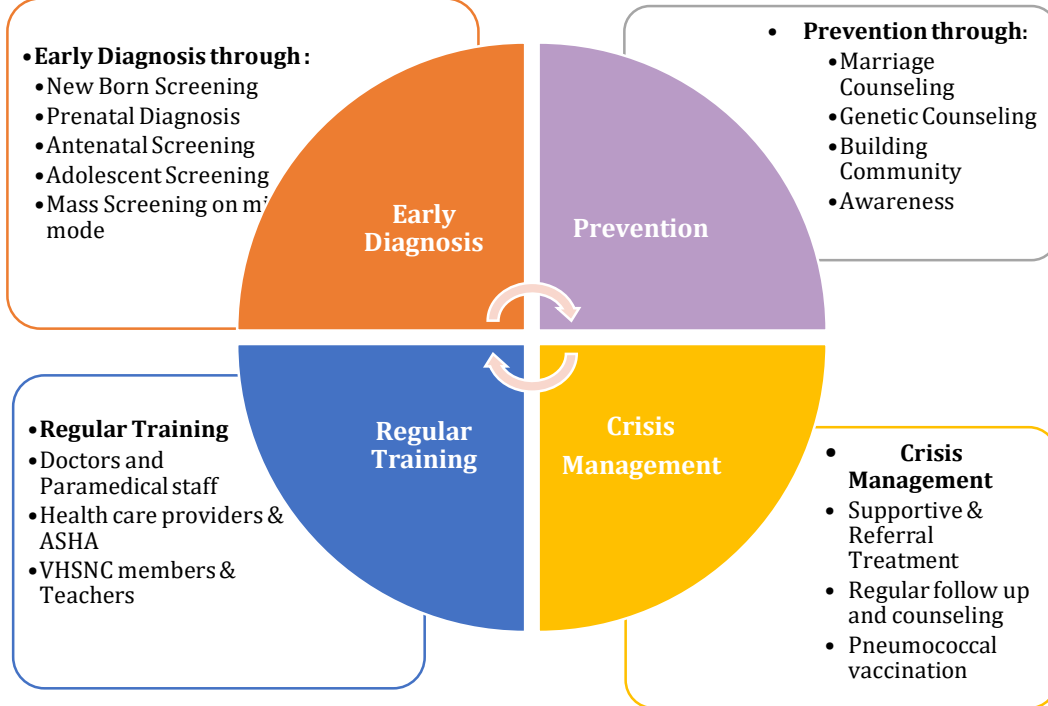 •Early Diagnosis through:
•New Born Screening
•Prenatal Diagnosis
•Antenatal Screening
•Adolescent Screening
•Mass Screening on
mode
Early
Diagnosis
• Prevention through:
•Marriage
Counseling
•Genetic Counseling
•Building
Community
•Awareness
Prevention
•Regular Training
•Doctors and
Paramedical staff
•Health care providers &
ASHA
•VHSNC members &
Teachers
Regular
Training
Crisis
Management
• Crisis
Management
• Supportive &
Referral
Treatment
• Regular follow up
and counseling
• Pneumococcal
vaccination